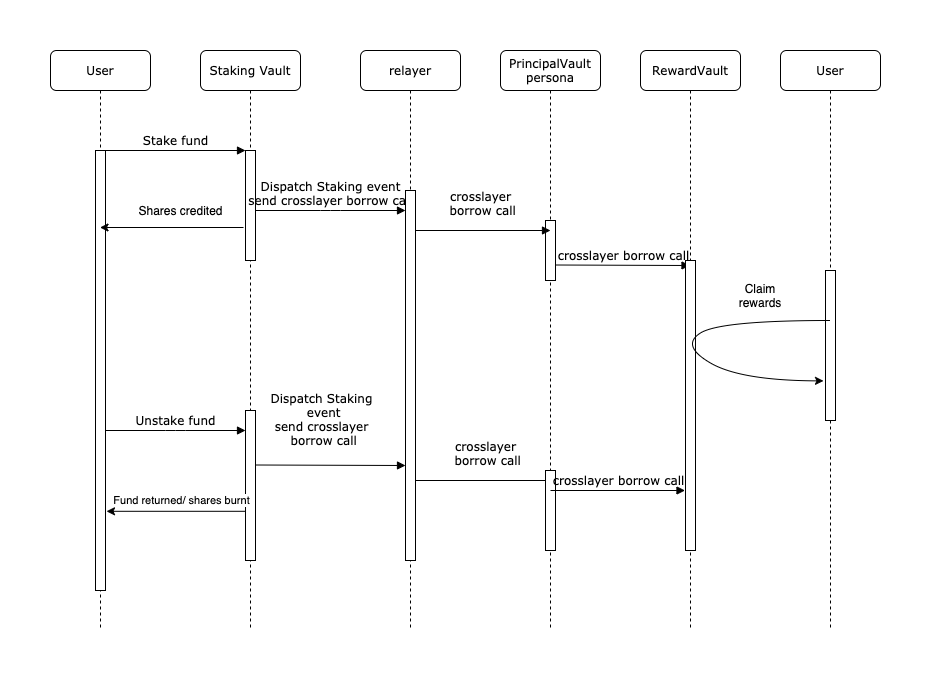 User
Staking Vault
relayer
PrincipalVault
persona
RewardVault
User
Stake fund
Dispatch Staking event
send crosslayer borrow ca
Shares credited
crosslayer
borrow call
crosslayer borrow call
Claim
rewards
Unstake fund
Dispatch Staking
event
send crosslayer
borrow call
crosslayer
borrow call
crosslayer borrow call
Fund returned/ shares burnt